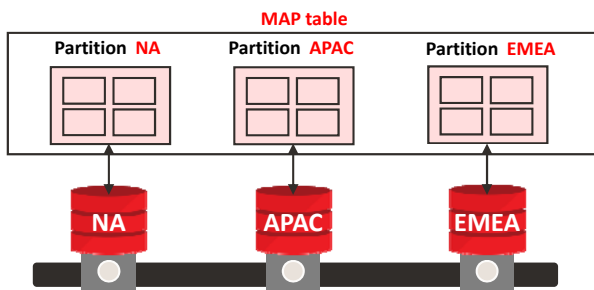 MAP table
Partition NA
Partition APAC
Partition EMEA
NA
APAC
EMEA